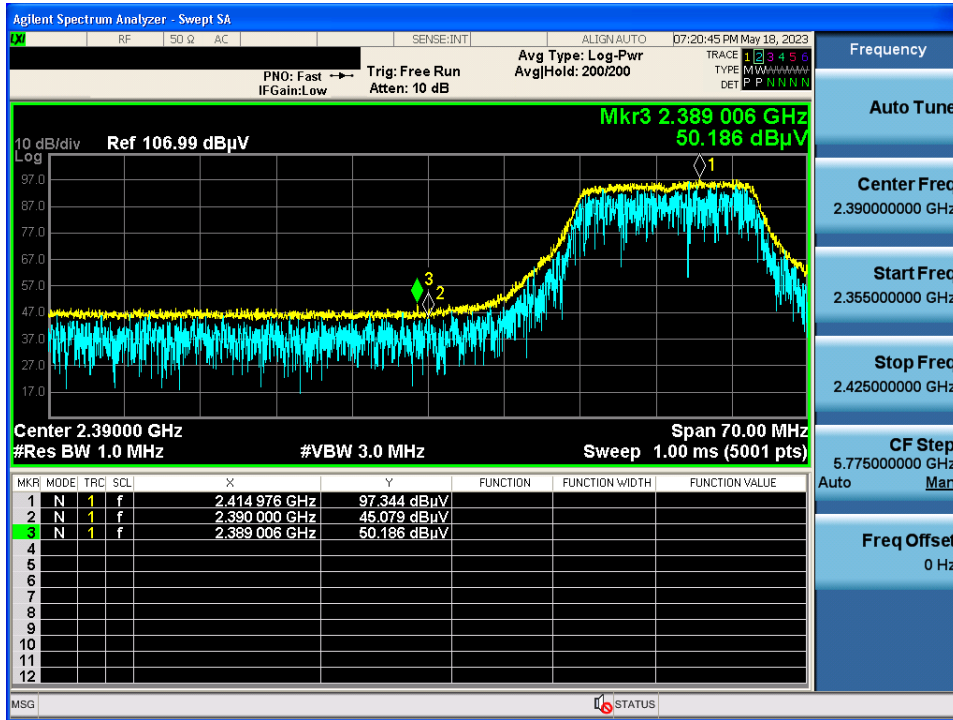 Agilent Spectrum Analyzer - Swept SA
LXI RF 50 Ω AC SENSE:INT ALIGN AUTO 07:20:45 PM May 18, 2023
PNO: Fast Trig: Free Run Avg Type: Log-Pwr TRACE 1 2 3 4 5 6
IFGain:Low Atten: 10 dB Avg|Hold: 200/200 TYPE M WWWWW
DET P P N N N N
Mkr3 2.389 006 GHz
50.186 dBµV
10 dB/div Ref 106.99 dBµV
Log
97.0
87.0
77.0
67.0
57.0
47.0
37.0
27.0
17.0
1
3
2
Center 2.39000 GHz Span 70.00 MHz
#Res BW 1.0 MHz #VBW 3.0 MHz Sweep 1.00 ms (5001 pts)
MKR MODE TRC SCL X Y FUNCTION FUNCTION WIDTH FUNCTION VALUE
1 N 1 f 2.414 976 GHz 97.344 dBµV
2 N 1 f 2.390 000 GHz 45.079 dBµV
3 N 1 f 2.389 006 GHz 50.186 dBµV
4
5
6
7
8
9
10
11
12
MSG STATUS
Frequency
Auto Tune
Center Freq
2.390000000 GHz
Start Freq
2.355000000 GHz
Stop Freq
2.425000000 GHz
CF Step
5.775000000 GHz
Auto Man
Freq Offset
0 Hz